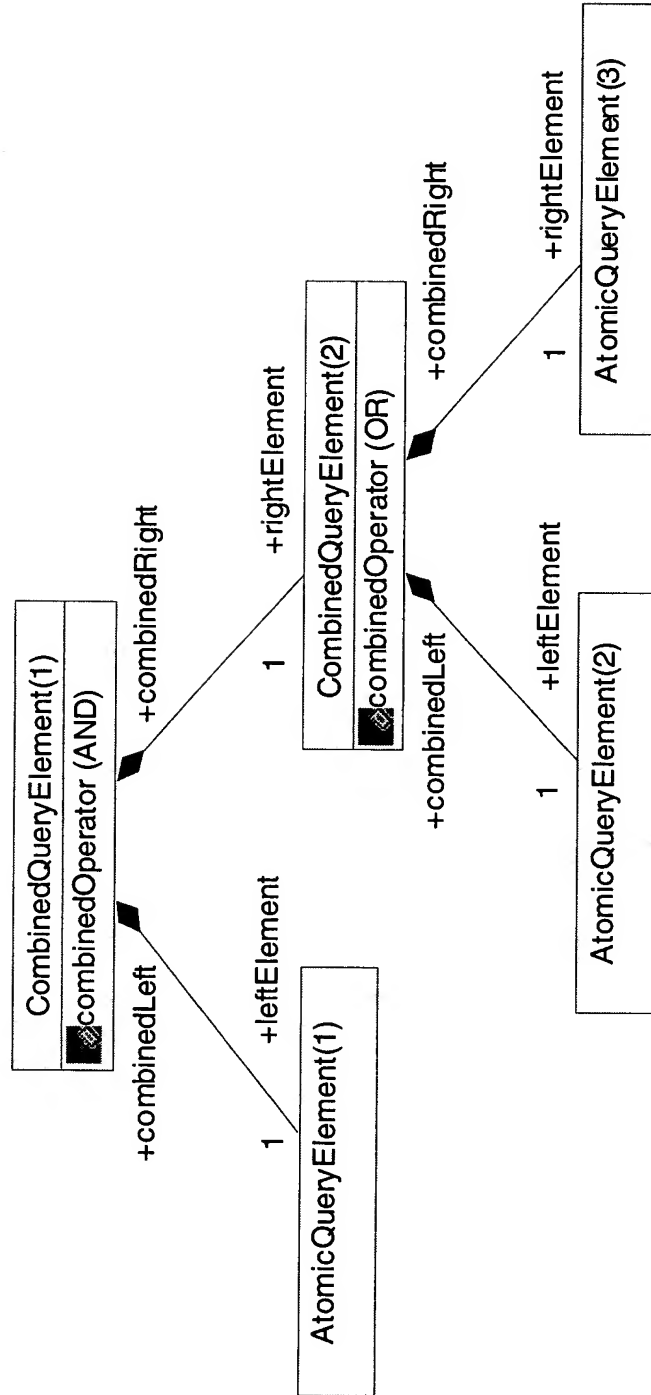 CombinedQueryElement(1)
combinedOperator (AND)
+combinedLeft
+combinedRight
+leftElement
1
1
+rightElement
AtomicQueryElement(1)
CombinedQueryElement(2)
combinedOperator (OR)
+combinedLeft
+combinedRight
1
+leftElement
1
+rightElement
AtomicQueryElement(2)
AtomicQueryElement(3)